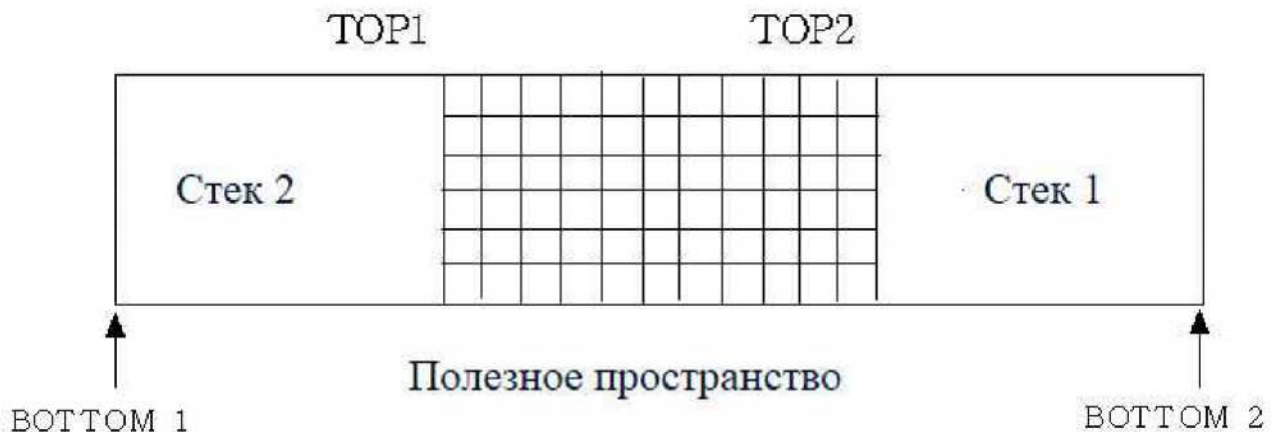 TOP1 TOP2
Стек 2 Стек 1
Полезное пространство
BOTTOM 1 BOTTOM 2